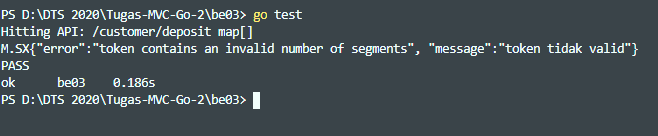 PS D:\DTS 2020\Tugas-MVC-Go-2\be03> go test
Hitting API: /customer/deposit map[]
M.SX{"error":"token contains an invalid number of segments", "message":"token tidak valid"}
PASS
ok      be03    0.186s
PS D:\DTS 2020\Tugas-MVC-Go-2\be03>